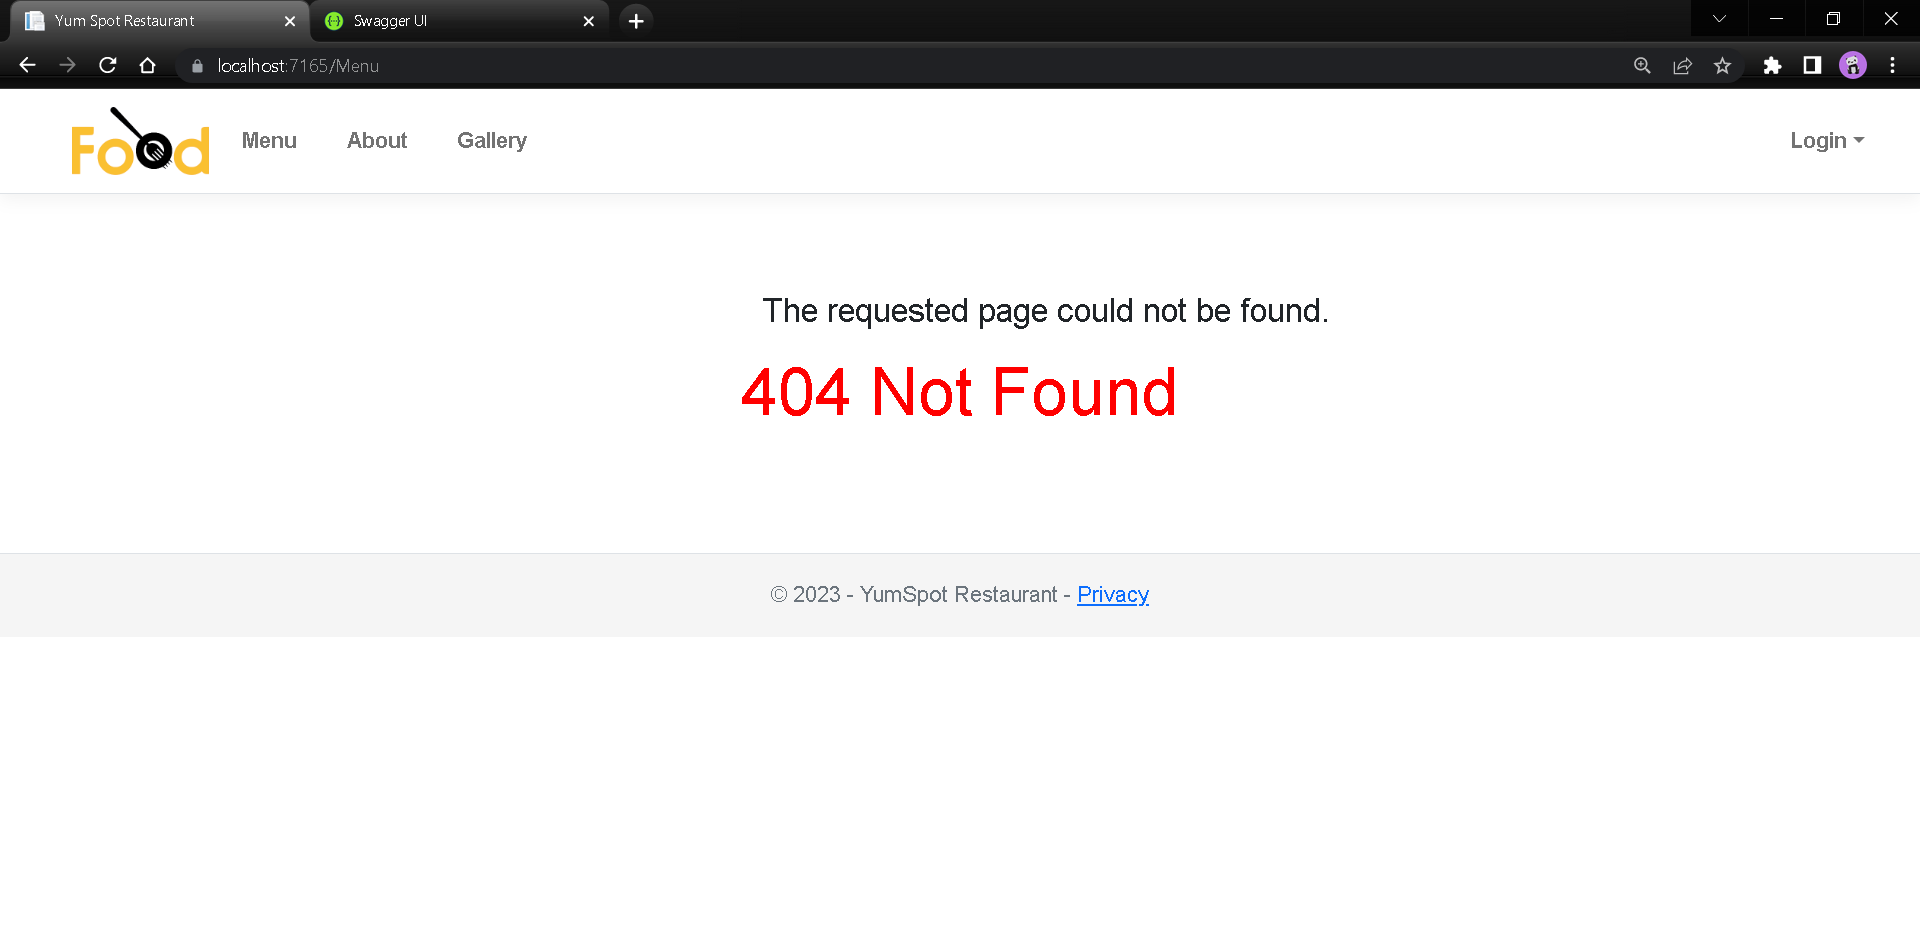 Yum Spot Restaurant
Swagger UI
localhost:7165/Menu
Food Menu About Gallery Login
The requested page could not be found.
404 Not Found
© 2023 - YumSpot Restaurant - Privacy